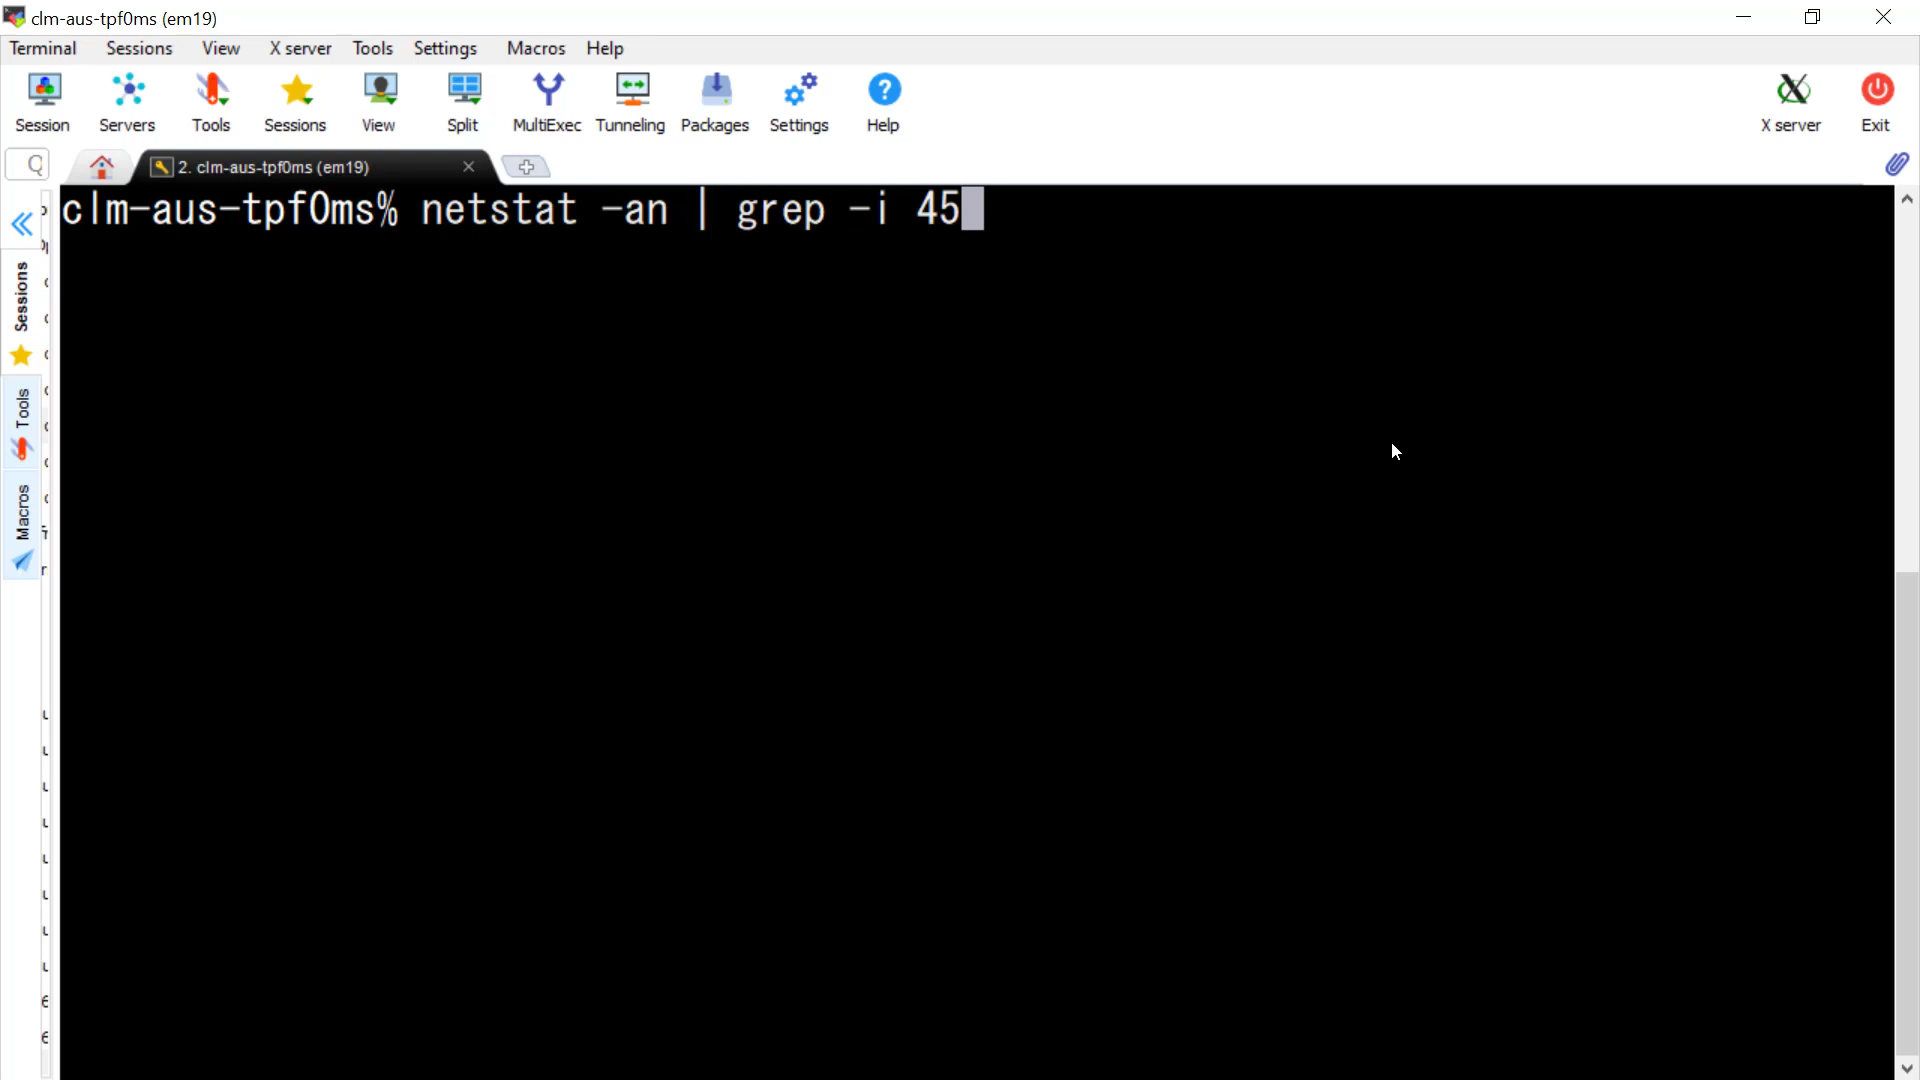 clm-aus-tpf0ms (em19)
Terminal Sessions View X server Tools Settings Macros Help
Session Servers Tools Sessions View Split MultiExec Tunneling Packages Settings Help X server Exit
2. clm-aus-tpf0ms (em19)
clm-aus-tpf0ms% netstat -an | grep -i 45
Sessions
Tools
Macros